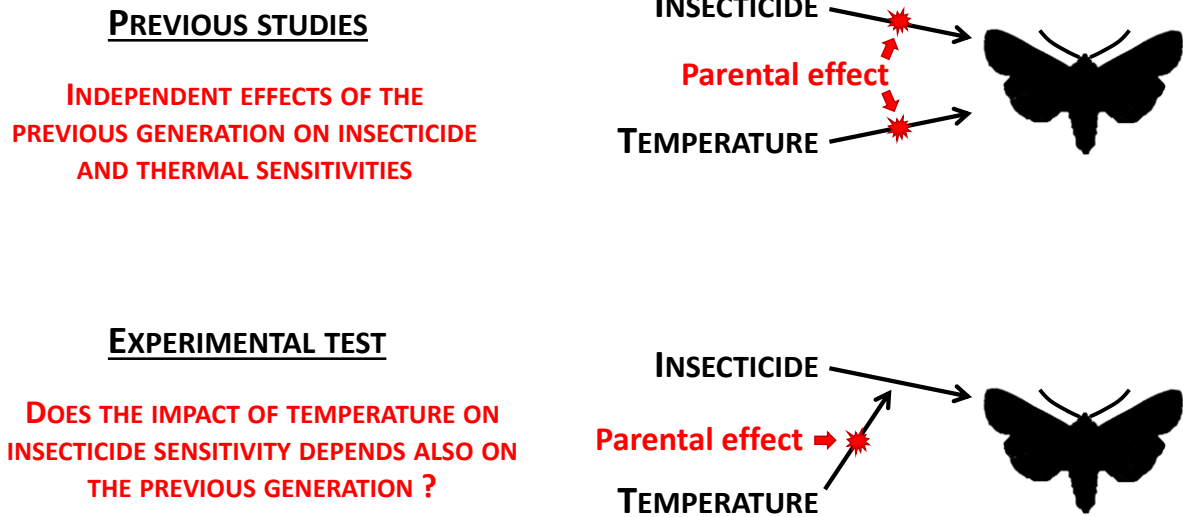 PREVIOUS STUDIES
INDEPENDENT EFFECTS OF THE
PREVIOUS GENERATION ON INSECTICIDE
AND THERMAL SENSITIVITIES
INSECTICIDE
Parental effect
TEMPERATURE
EXPERIMENTAL TEST
DOES THE IMPACT OF TEMPERATURE ON
INSECTICIDE SENSITIVITY DEPENDS ALSO ON
THE PREVIOUS GENERATION ?
INSECTICIDE
Parental effect
TEMPERATURE